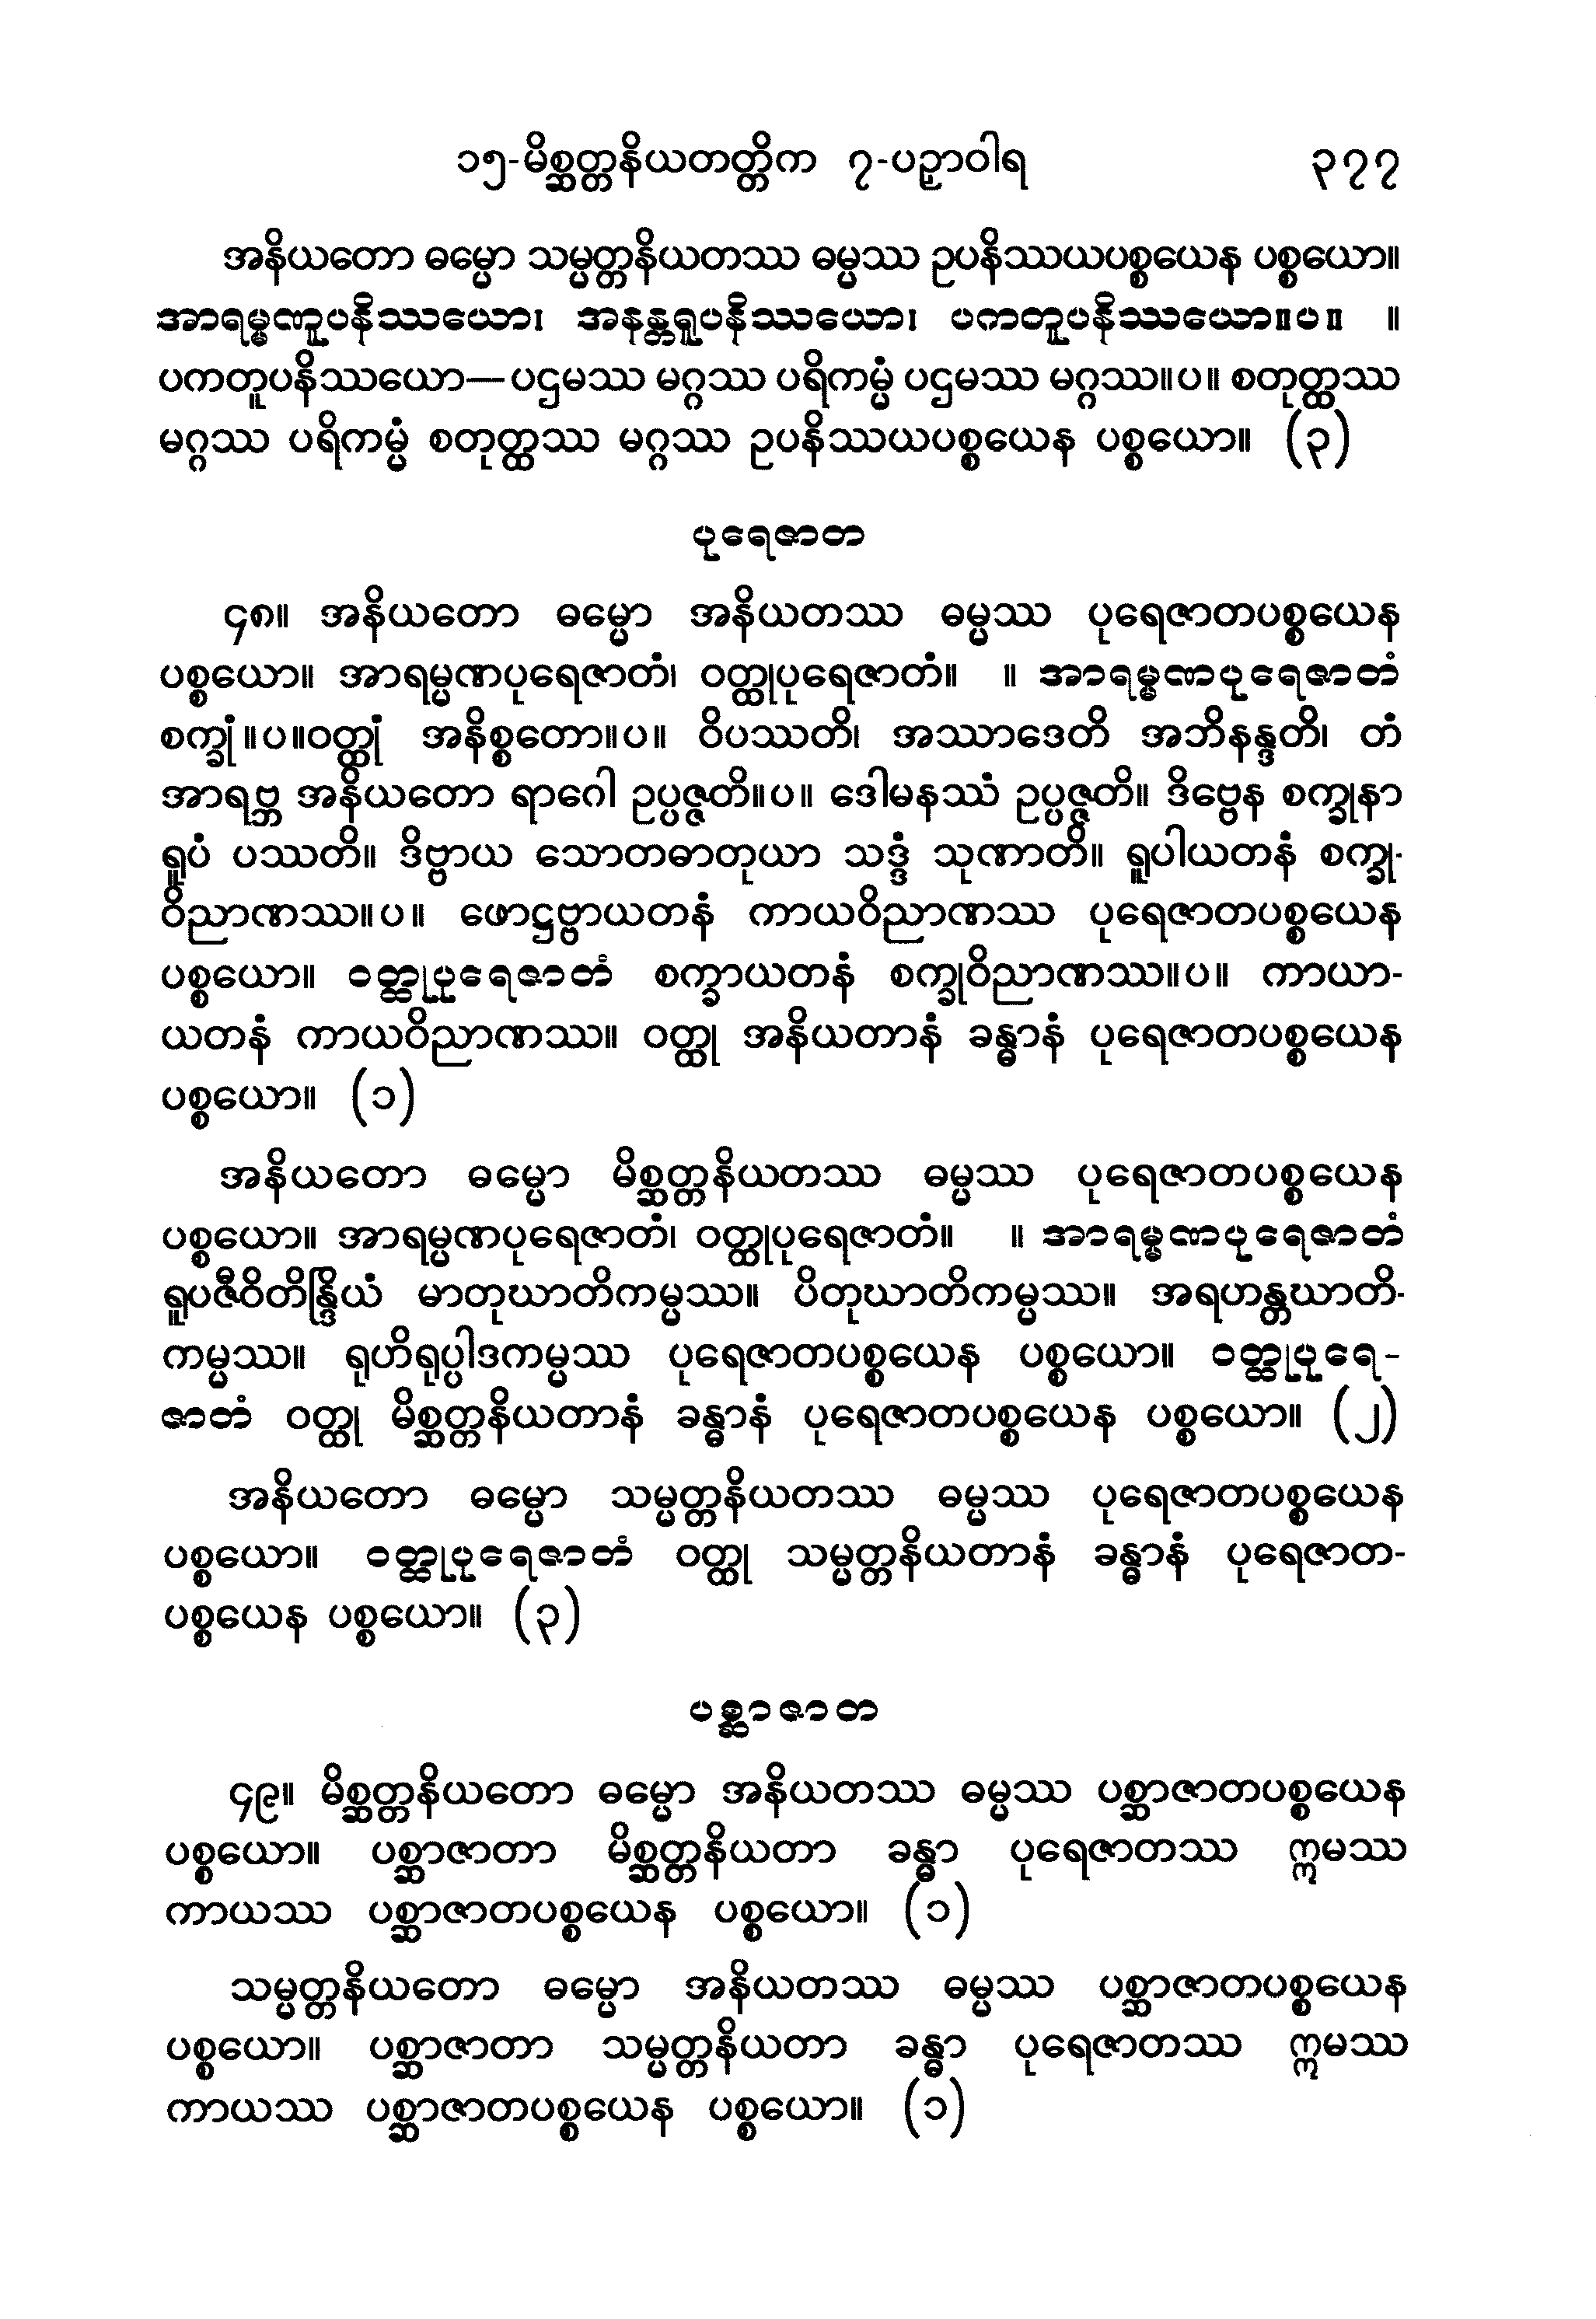 ၁၅-မိစ္ဆတ္တနိယတတ္တိက ၇-ပဉှာဝါရ ၃၇၇
အနိယတော ဓမ္မော သမ္မတ္တနိယတဿ ဓမ္မဿ ဥပနိဿယပစ္စယေန ပစ္စယော။
အာရမ္မဏူပနိဿယော၊ အနန္တရူပနိဿယော၊ ပကတူပနိဿယော။ပ။ ။
ပကတူပနိဿယော—ပဌမဿ မဂ္ဂဿ ပရိကမ္မံ ပဌမဿ မဂ္ဂဿ။ပ။ စတုတ္ထဿ
မဂ္ဂဿ ပရိကမ္မံ စတုတ္ထဿ မဂ္ဂဿ ဥပနိဿယပစ္စယေန ပစ္စယော။ (၃)
ပုရေဇာတ
၄၈။ အနိယတော ဓမ္မော အနိယတဿ ဓမ္မဿ ပုရေဇာတပစ္စယေန
ပစ္စယော။ အာရမ္မဏပုရေဇာတံ၊ ဝတ္ထုပုရေဇာတံ။ ။ အာရမ္မဏပုရေဇာတံ
စက္ခုံ။ပ။ဝတ္ထုံ အနိစ္စတော။ပ။ ဝိပဿတိ၊ အဿာဒေတိ အဘိနန္ဒတိ၊ တံ
အာရဗ္ဘ အနိယတော ရာဂေါ ဥပ္ပဇ္ဇတိ။ပ။ ဒေါမနဿံ ဥပ္ပဇ္ဇတိ။ ဒိဗ္ဗေန စက္ခုနာ
ရူပံ ပဿတိ။ ဒိဗ္ဗာယ သောတဓာတုယာ သဒ္ဒံ သုဏာတိ။ ရူပါယတနံ စက္ခု-
ဝိညာဏဿ။ပ။ ဖောဋ္ဌဗ္ဗာယတနံ ကာယဝိညာဏဿ ပုရေဇာတပစ္စယေန
ပစ္စယော။ ဝတ္ထုပုရေဇာတံ စက္ခာယတနံ စက္ခုဝိညာဏဿ။ပ။ ကာယာ-
ယတနံ ကာယဝိညာဏဿ။ ဝတ္ထု အနိယတာနံ ခန္ဓာနံ ပုရေဇာတပစ္စယေန
ပစ္စယော။ (၁)
အနိယတော ဓမ္မော မိစ္ဆတ္တနိယတဿ ဓမ္မဿ ပုရေဇာတပစ္စယေန
ပစ္စယော။ အာရမ္မဏပုရေဇာတံ၊ ဝတ္ထုပုရေဇာတံ။ ။ အာရမ္မဏပုရေဇာတံ
ရူပဇီဝိတိန္ဒြိယံ မာတုဃာတိကမ္မဿ။ ပိတုဃာတိကမ္မဿ။ အရဟန္တဃာတိ-
ကမ္မဿ။ ရုဟိရုပ္ပါဒကမ္မဿ ပုရေဇာတပစ္စယေန ပစ္စယော။ ဝတ္ထုပုရေ-
ဇာတံ ဝတ္ထု မိစ္ဆတ္တနိယတာနံ ခန္ဓာနံ ပုရေဇာတပစ္စယေန ပစ္စယော။ (၂)
အနိယတော ဓမ္မော သမ္မတ္တနိယတဿ ဓမ္မဿ ပုရေဇာတပစ္စယေန
ပစ္စယော။ ဝတ္ထုပုရေဇာတံ ဝတ္ထု သမ္မတ္တနိယတာနံ ခန္ဓာနံ ပုရေဇာတ-
ပစ္စယေန ပစ္စယော။ (၃)
ပစ္ဆာဇာတ
၄၉။ မိစ္ဆတ္တနိယတော ဓမ္မော အနိယတဿ ဓမ္မဿ ပစ္ဆာဇာတပစ္စယေန
ပစ္စယော။ ပစ္ဆာဇာတာ မိစ္ဆတ္တနိယတာ ခန္ဓာ ပုရေဇာတဿ ဣမဿ
ကာယဿ ပစ္ဆာဇာတပစ္စယေန ပစ္စယော။ (၁)
သမ္မတ္တနိယတော ဓမ္မော အနိယတဿ ဓမ္မဿ ပစ္ဆာဇာတပစ္စယေန
ပစ္စယော။ ပစ္ဆာဇာတာ သမ္မတ္တနိယတာ ခန္ဓာ ပုရေဇာတဿ ဣမဿ
ကာယဿ ပစ္ဆာဇာတပစ္စယေန ပစ္စယော။ (၁)